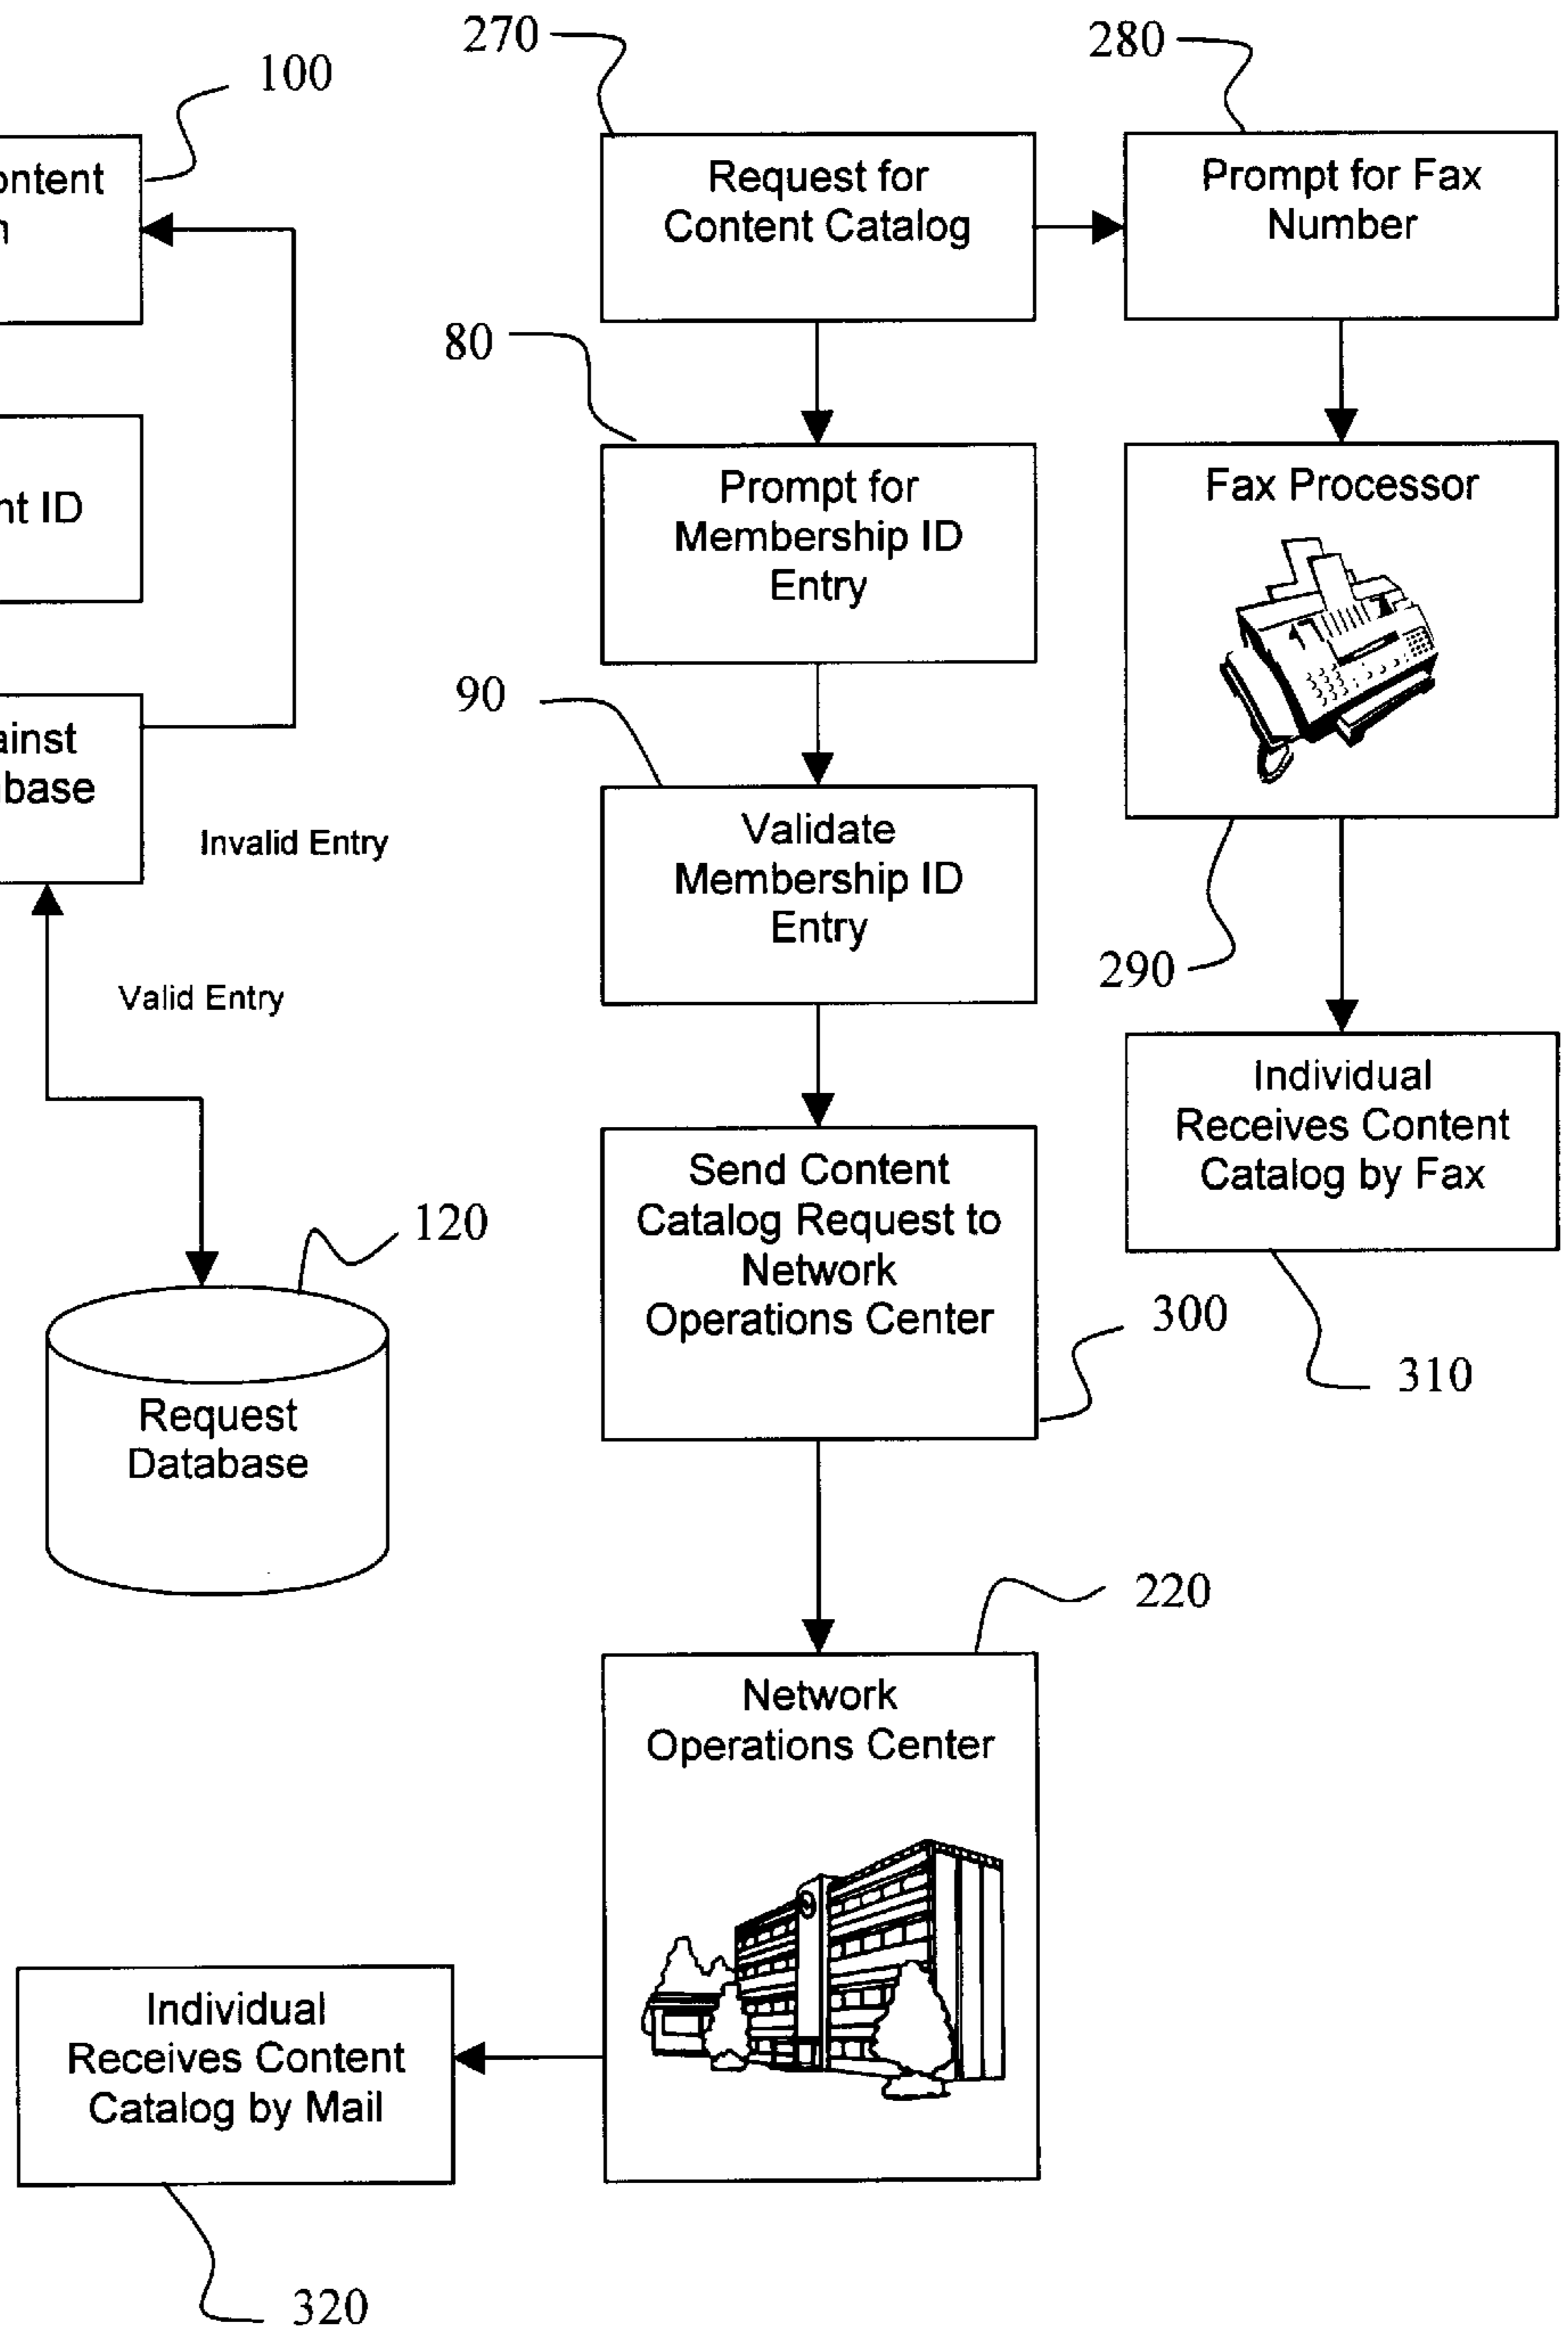 270
280
100
ontent
Request for
Content Catalog
Prompt for Fax
Number
80
nt ID
Prompt for
Membership ID
Entry
Fax Processor
90
ainst
base
Invalid Entry
Validate
Membership ID
Entry
290
Valid Entry
Individual
Receives Content
Catalog by Fax
Send Content
Catalog Request to
Network
Operations Center
120
300
310
Request
Database
220
Network
Operations Center
Individual
Receives Content
Catalog by Mail
320